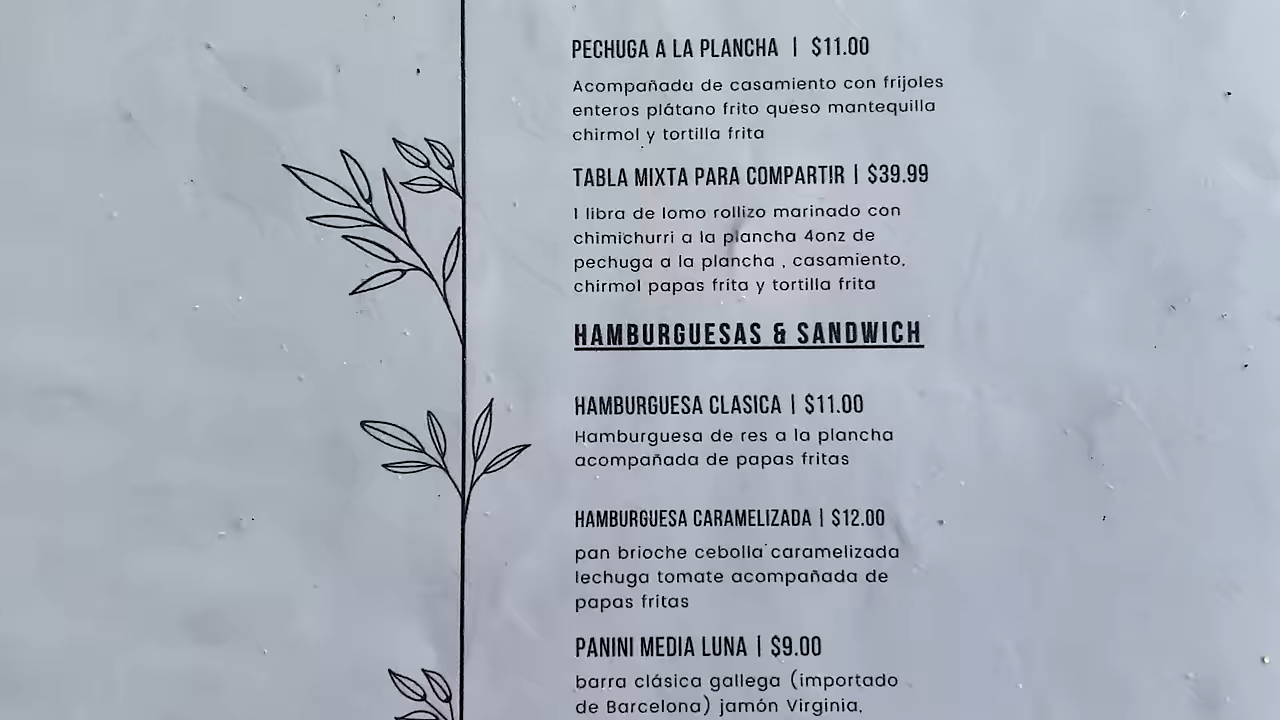 PECHUGA A LA PLANCHA | $11.00
Acompañada de casamiento con frijoles
enteros plátano frito queso mantequilla
chirmol y tortilla frita
TABLA MIXTA PARA COMPARTIR | $39.99
1 libra de lomo rollizo marinado con
chimichurri a la plancha 4onz de
pechuga a la plancha , casamiento,
chirmol papas frita y tortilla frita
HAMBURGUESAS & SANDWICH
HAMBURGUESA CLASICA | $11.00
Hamburguesa de res a la plancha
acompañada de papas fritas
HAMBURGUESA CARAMELIZADA | $12.00
pan brioche cebolla caramelizada
lechuga tomate acompañada de
papas fritas
PANINI MEDIA LUNA | $9.00
barra clásica gallega (importado
de Barcelona) jamón Virginia,